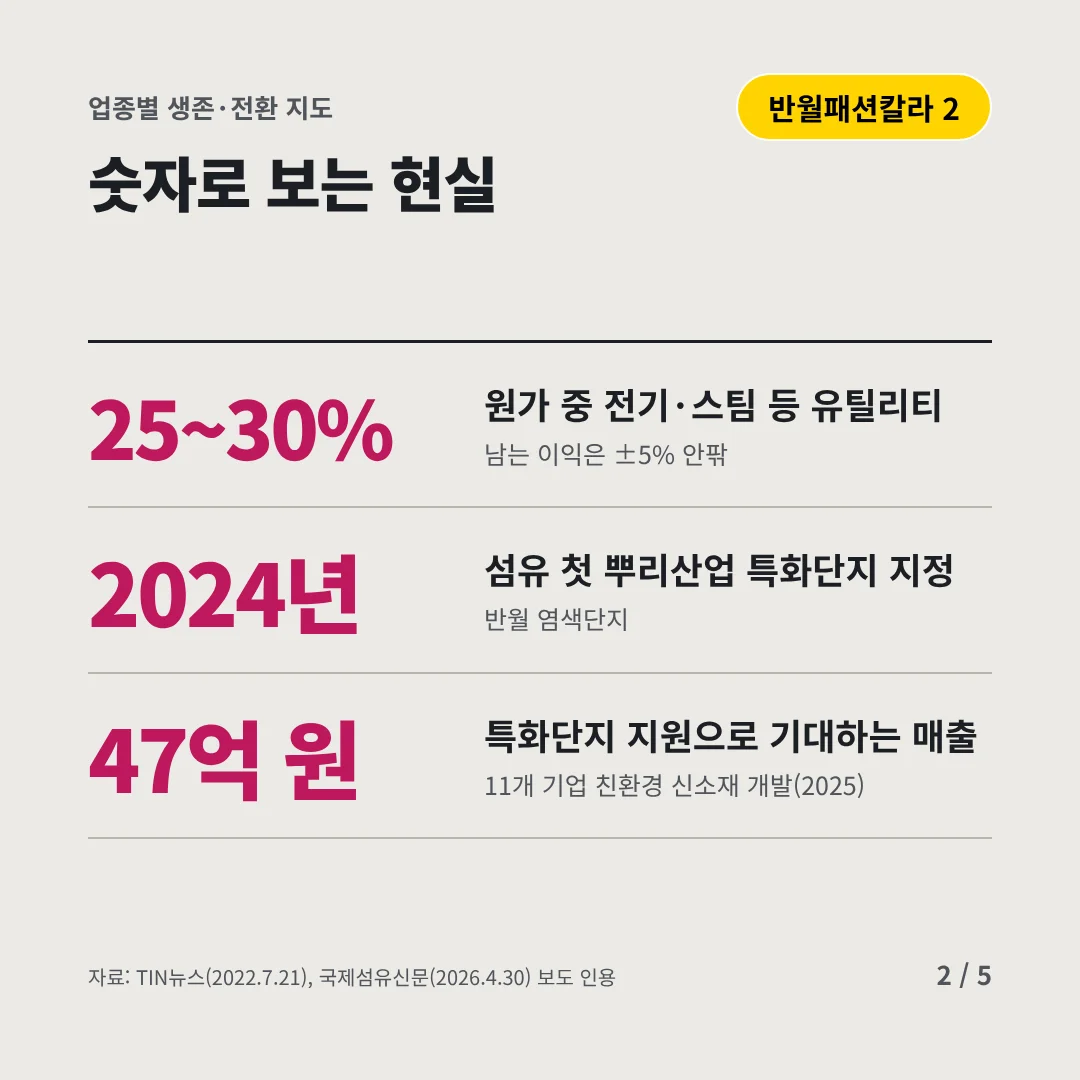 업종별 생존·전환 지도
반월패션칼라 2
숫자로 보는 현실
25~30%
원가 중 전기·스팀 등 유틸리티
남는 이익은 ±5% 안팎
2024년
섬유 첫 뿌리산업 특화단지 지정
반월 염색단지
47억 원
특화단지 지원으로 기대하는 매출
11개 기업 친환경 신소재 개발(2025)
자료: TIN뉴스(2022.7.21), 국제섬유신문(2026.4.30) 보도 인용
2 / 5